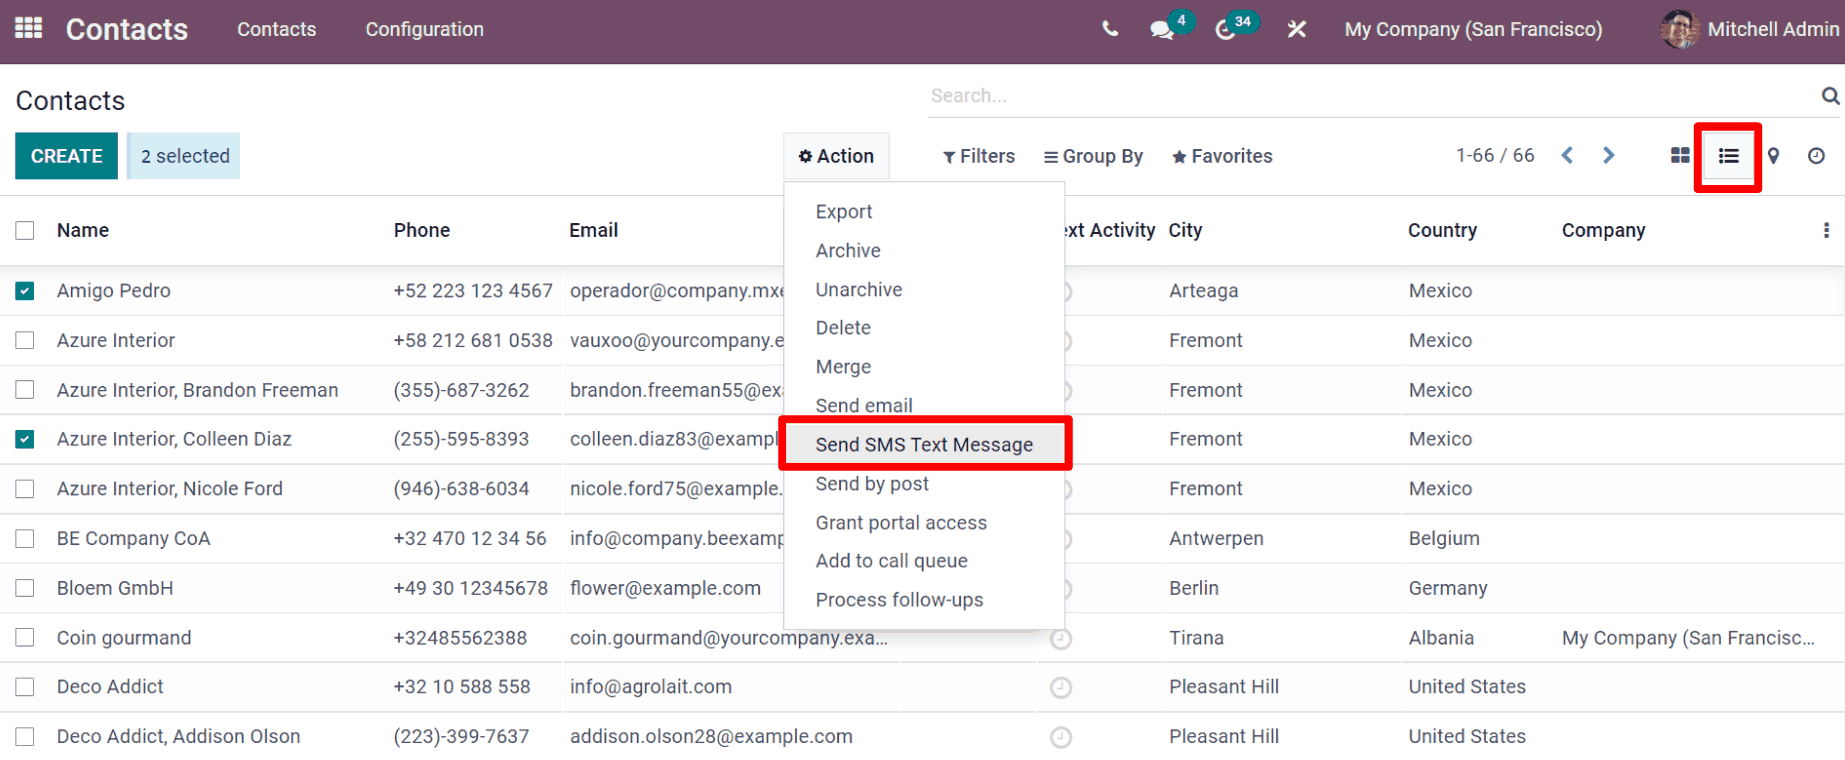 Contacts Contacts Configuration 4 34 My Company (San Francisco) Mitchell Admin
Contacts
Search...
CREATE 2 selected Action Filters Group By Favorites 1-66 / 66
Export
Archive
Unarchive
Delete
Merge
Send email
Send SMS Text Message
Send by post
Grant portal access
Add to call queue
Process follow-ups
Name Phone Email ext Activity City Country Company
Amigo Pedro +52 223 123 4567 operador@company.mxe Arteaga Mexico
Azure Interior +58 212 681 0538 vauxoo@yourcompany.e Fremont Mexico
Azure Interior, Brandon Freeman (355)-687-3262 brandon.freeman55@exa Fremont Mexico
Azure Interior, Colleen Diaz (255)-595-8393 colleen.diaz83@exampl Fremont Mexico
Azure Interior, Nicole Ford (946)-638-6034 nicole.ford75@example. Fremont Mexico
BE Company CoA +32 470 12 34 56 info@company.beexamp Antwerpen Belgium
Bloem GmbH +49 30 12345678 flower@example.com Berlin Germany
Coin gourmand +32485562388 coin.gourmand@yourcompany.exa... Tirana Albania My Company (San Francisc...
Deco Addict +32 10 588 558 info@agrolait.com Pleasant Hill United States
Deco Addict, Addison Olson (223)-399-7637 addison.olson28@example.com Pleasant Hill United States